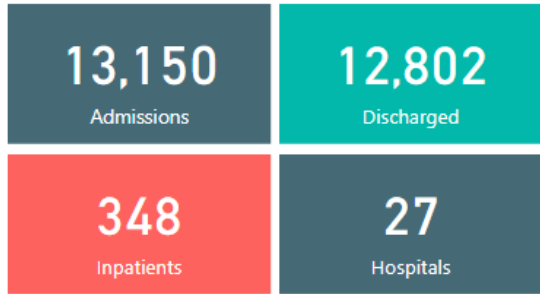 13,150
Admissions
12,802
Discharged
348
Inpatients
27
Hospitals